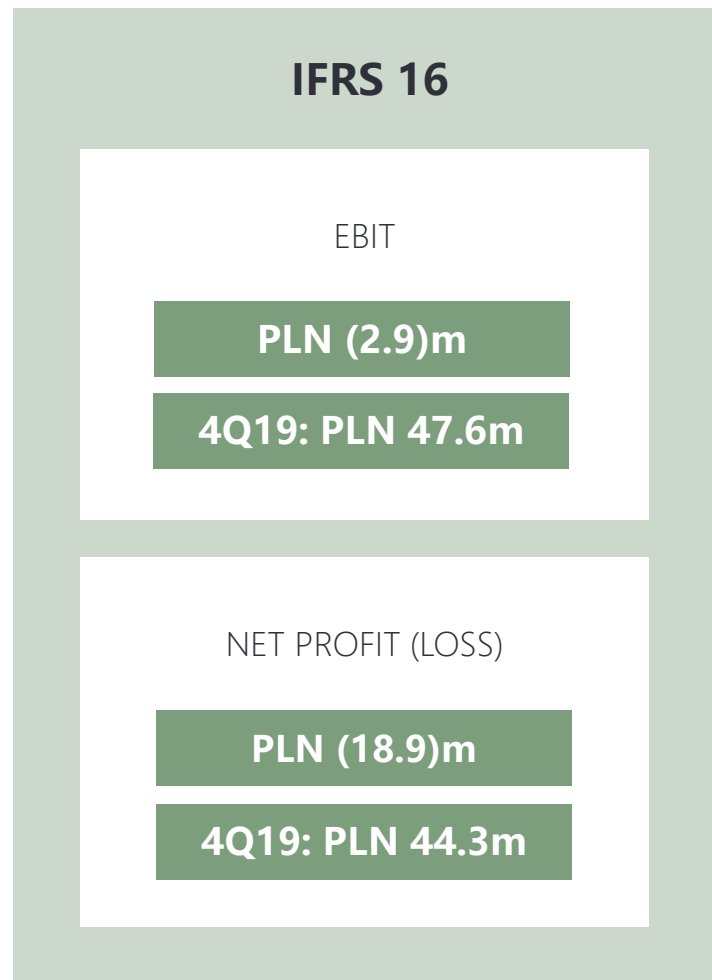 IFRS 16
EBIT
PLN (2.9)m
4Q19: PLN 47.6m
NET PROFIT (LOSS)
PLN (18.9)m
4Q19: PLN 44.3m